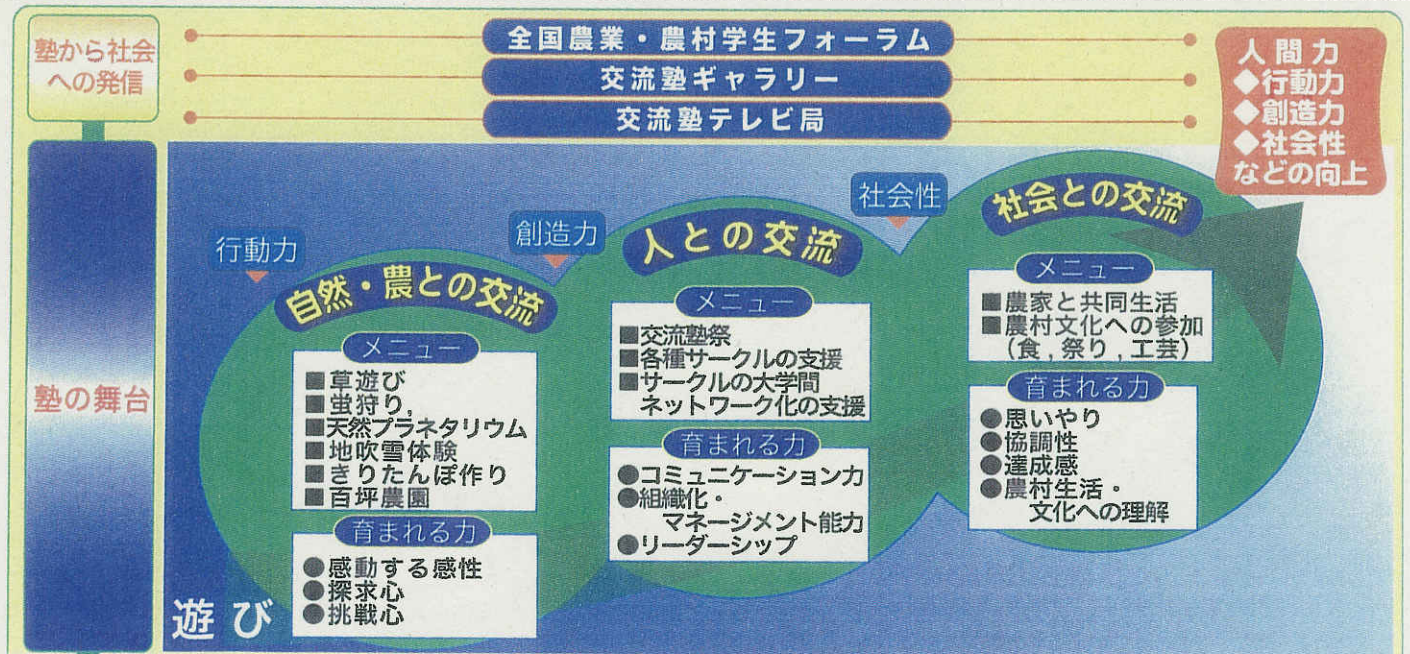 塾から社会
への発信
全国農業・農村学生フォーラム
交流塾ギャラリー
交流塾テレビ局
人間力
◆行動力
◆創造力
◆社会性
などの向上
塾の舞台
行動力
自然・農との交流
メニュー
■草遊び
■蛍狩り,
■天然プラネタリウム
■地吹雪体験
■きりたんぽ作り
■百坪農園
育まれる力
●感動する感性
●探求心
●挑戦心
創造力
人との交流
メニュー
■交流塾祭
■各種サークルの支援
■サークルの大学間
ネットワーク化の支援
育まれる力
●コミュニケーション力
●組織化・
マネージメント能力
●リーダーシップ
社会性
社会との交流
メニュー
■農家と共同生活
■農村文化への参加
(食,祭り,工芸)
育まれる力
●思いやり
●協調性
●達成感
●農村生活・
文化への理解
遊び